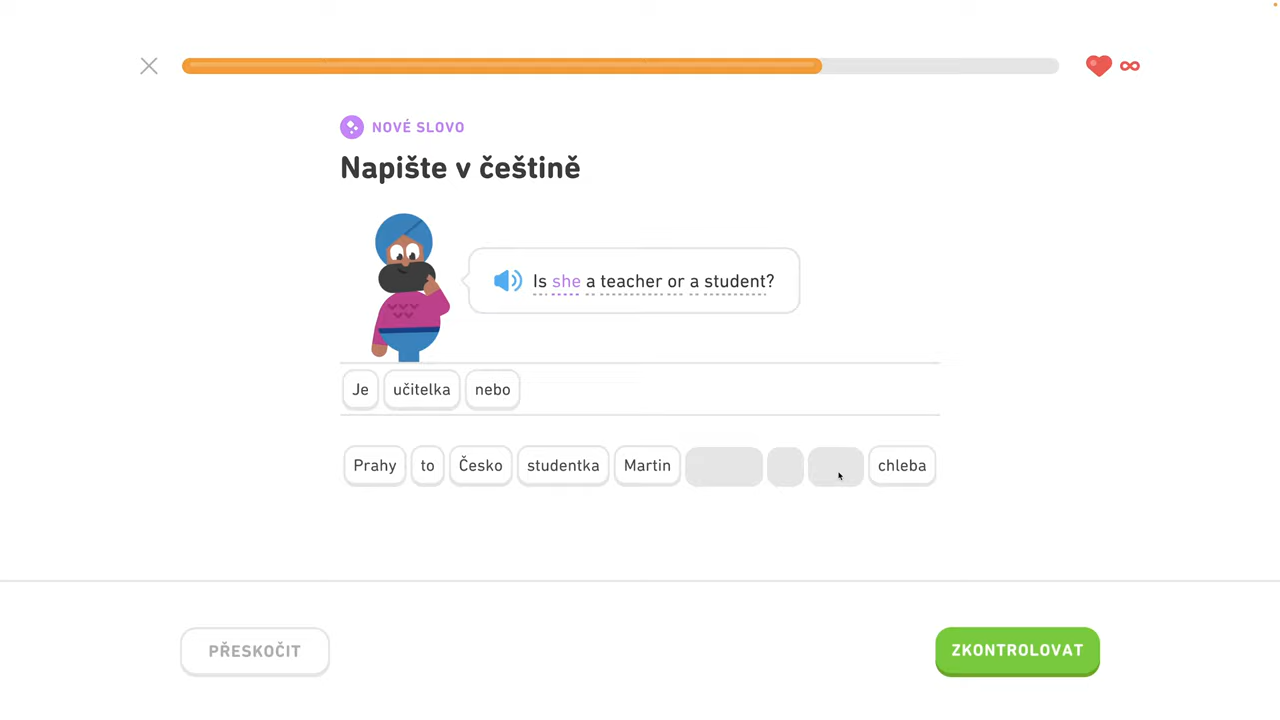 NOVÉ SLOVO
Napište v češtině
Is she a teacher or a student?
Je učitelka nebo
Prahy to Česko studentka Martin chleba
PŘESKOČIT ZKONTROLOVAT